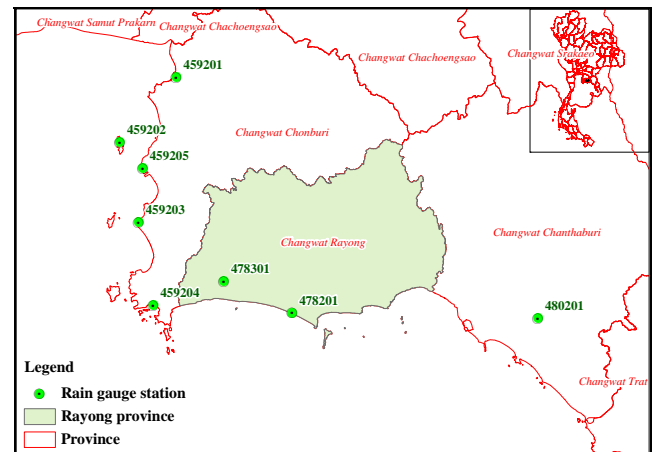 Changwat Samut Prakarn
Changwat Chachoengsao
Changwat Chachoengsao
Changwat Srakaeo
459201
Changwat Chonburi
459202
459205
459203
Changwat Rayong
Changwat Chanthaburi
478301
459204
478201
480201
Legend
Rain gauge station
Rayong province
Province
Changwat Trat